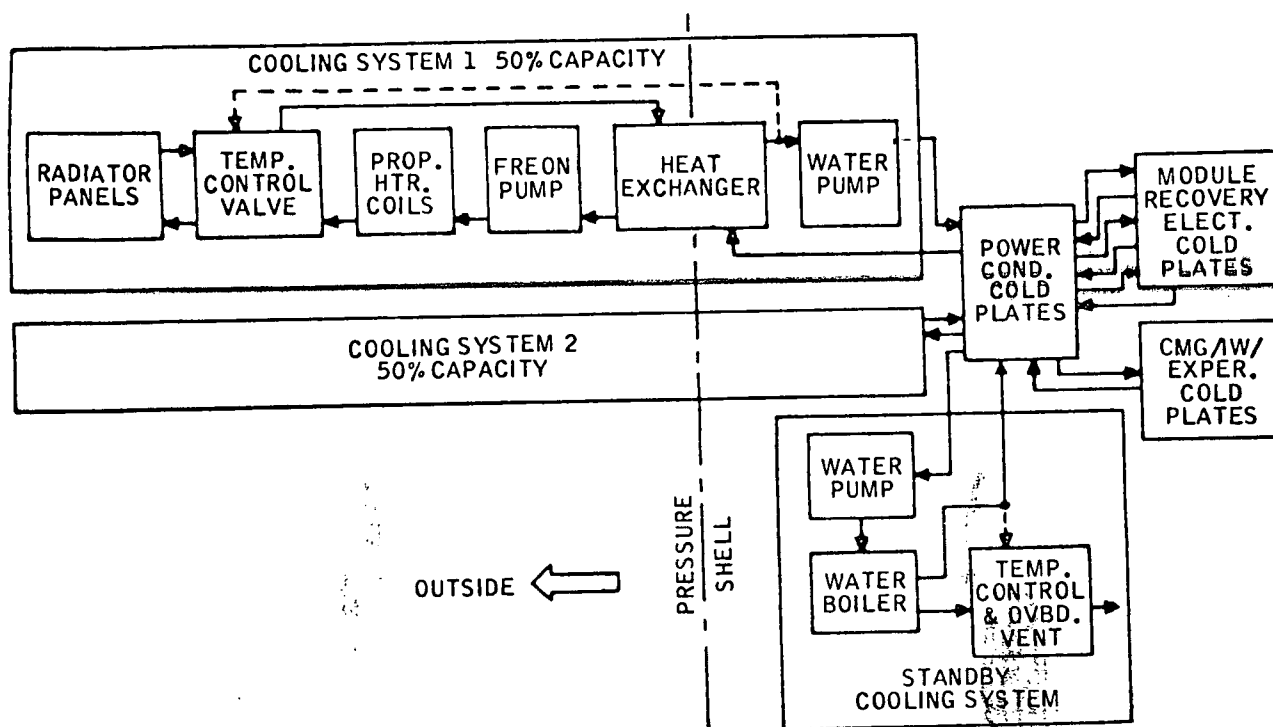 COOLING SYSTEM 1 50% CAPACITY
RADIATOR
PANELS
TEMP.
CONTROL
VALVE
PROP.
HTR.
COILS
FREON
PUMP
HEAT
EXCHANGER
WATER
PUMP
POWER
COND.
COLD
PLATES
MODULE
RECOVERY
ELECT.
COLD
PLATES
COOLING SYSTEM 2
50% CAPACITY
CMG/IW/
EXPER.
COLD
PLATES
WATER
PUMP
WATER
BOILER
TEMP.
CONTROL
& OVBD.
VENT
STANDBY
COOLING SYSTEM
OUTSIDE
PRESSURE
SHELL